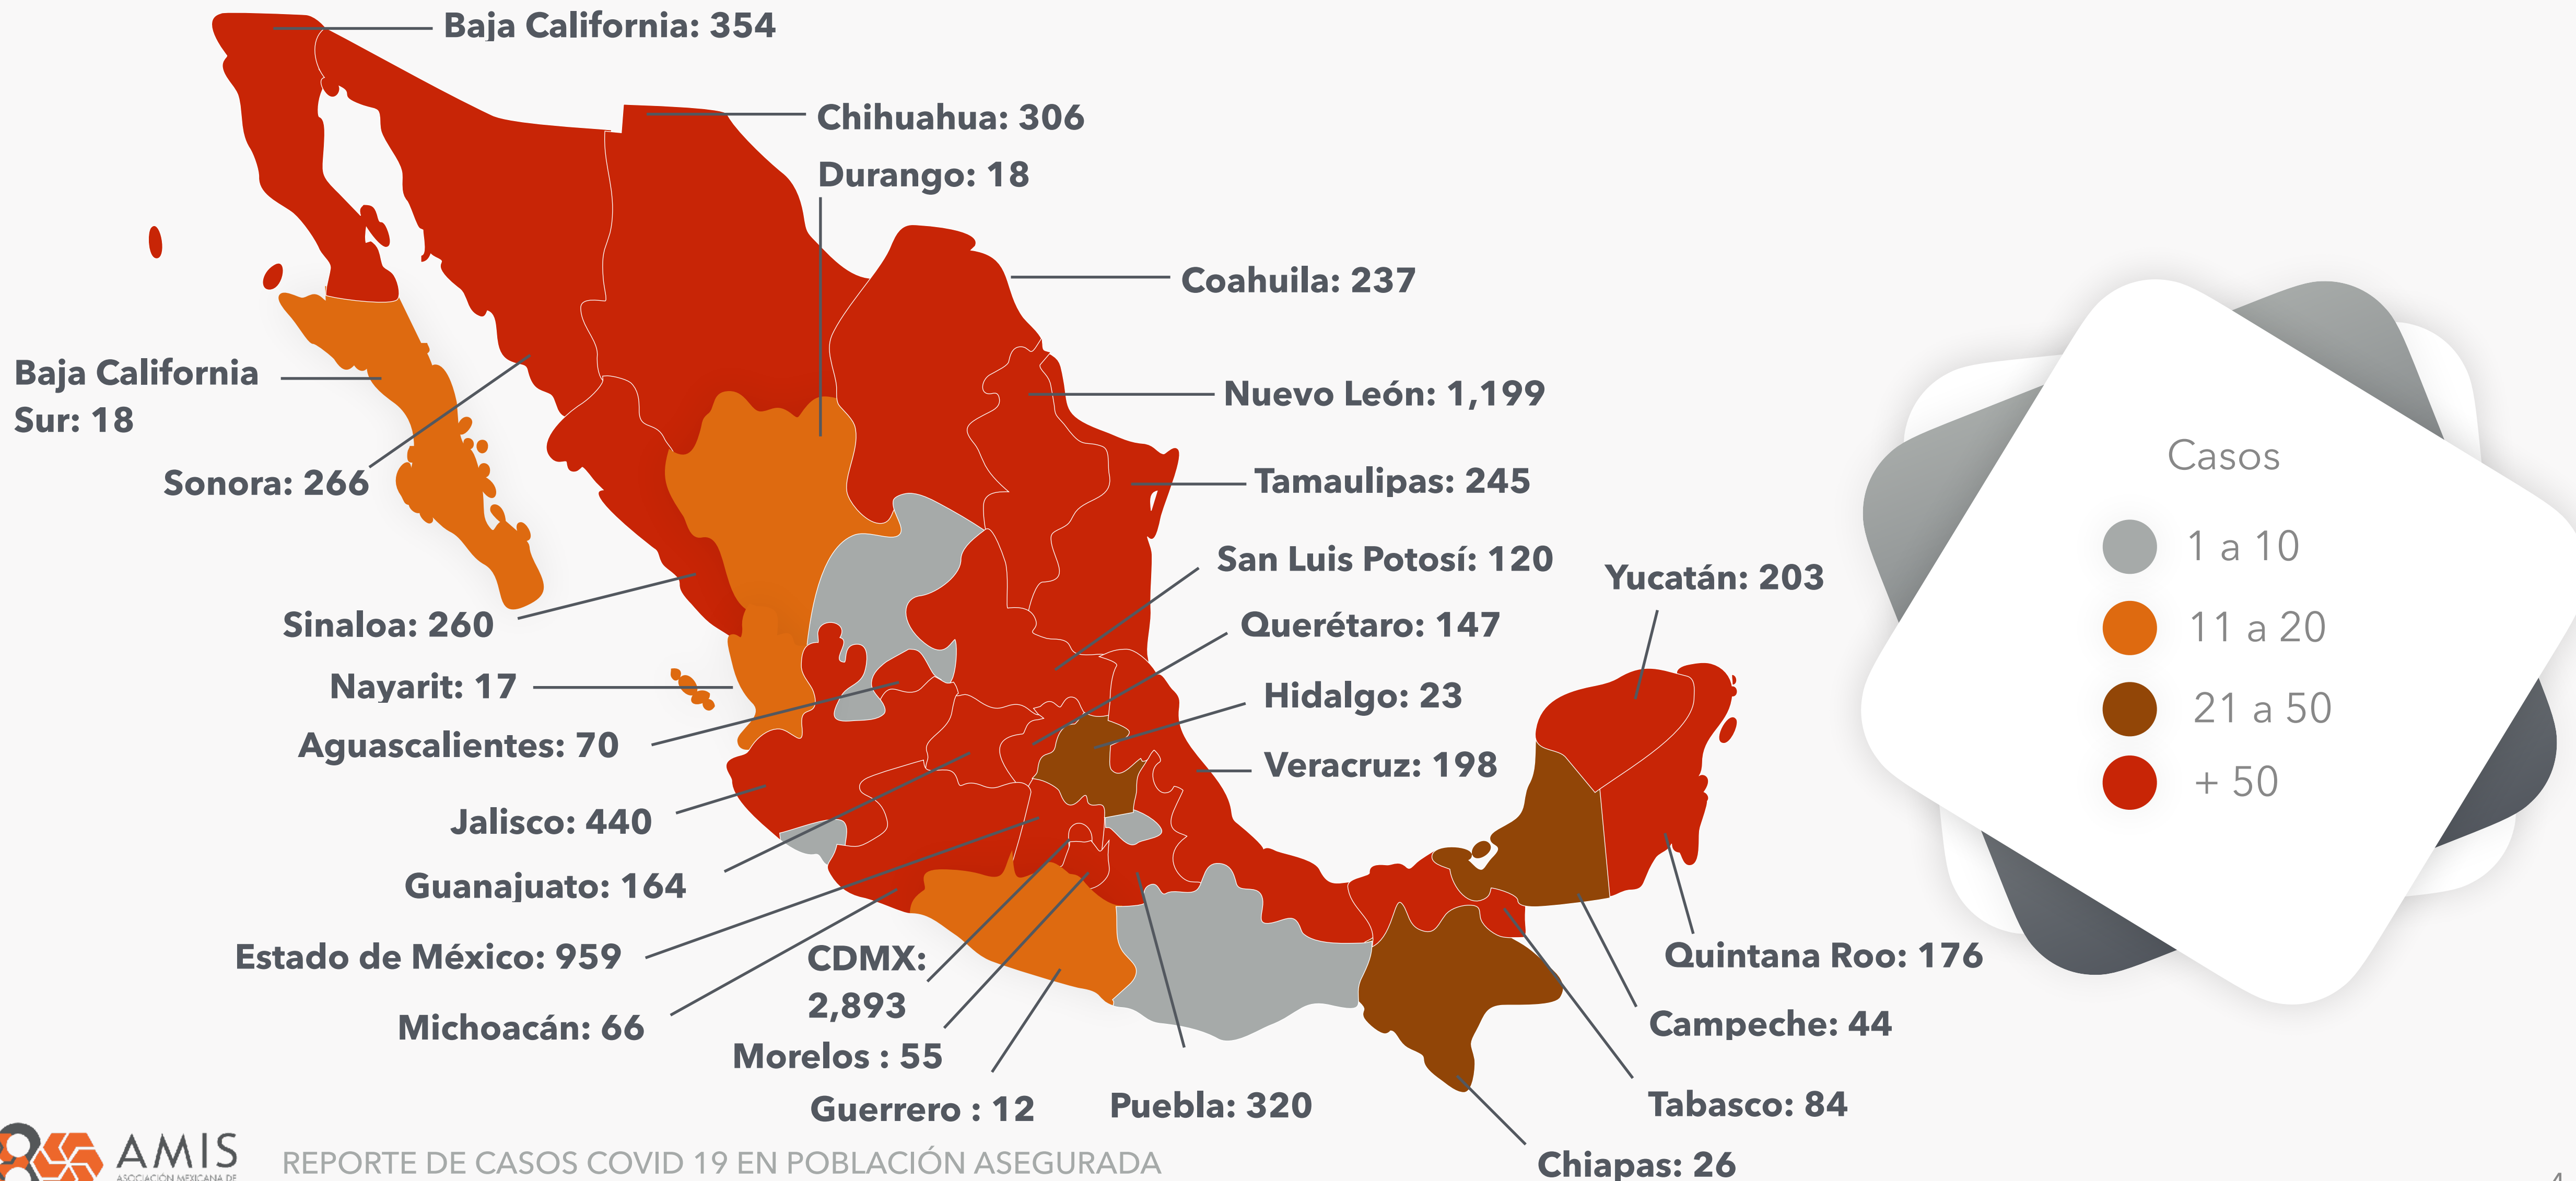 Baja California: 354
Chihuahua: 306
Durango: 18
Coahuila: 237
Baja California
Sur: 18
Nuevo León: 1,199
Sonora: 266
Tamaulipas: 245
San Luis Potosí: 120
Yucatán: 203
Sinaloa: 260
Querétaro: 147
Nayarit: 17
Hidalgo: 23
Aguascalientes: 70
Veracruz: 198
Jalisco: 440
Guanajuato: 164
Estado de México: 959
CDMX:
2,893
Quintana Roo: 176
Michoacán: 66
Campeche: 44
Morelos : 55
Guerrero : 12
Puebla: 320
Tabasco: 84
Chiapas: 26
Casos
1 a 10
11 a 20
21 a 50
+ 50
AMIS
ASOCIACIÓN MEXICANA DE
REPORTE DE CASOS COVID 19 EN POBLACIÓN ASEGURADA
4